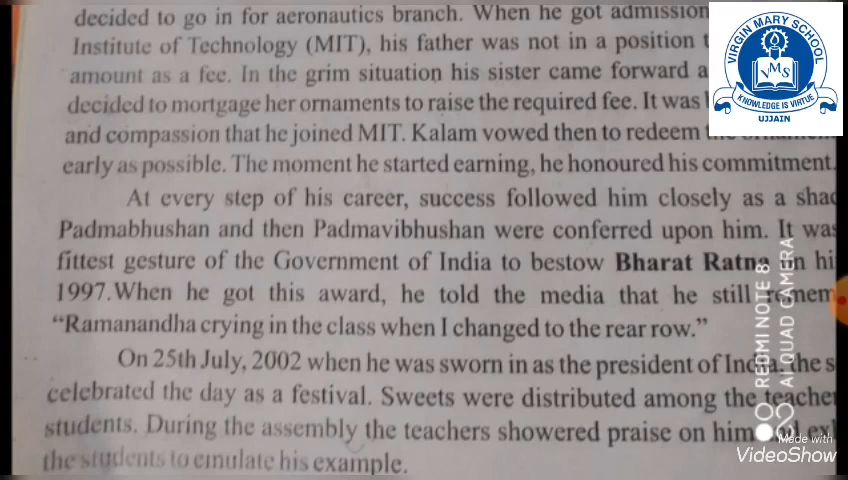 decided to go in for aeronautics branch. When he got admission
Institute of Technology (MIT), his father was not in a position
amount as a fee. In the grim situation his sister came forward
decided to mortgage her ornaments to raise the required fee. It was
and compassion that he joined MIT. Kalam vowed then to redeem
early as possible. The moment he started earning, he honoured his commitment.
At every step of his career, success followed him closely as a
Padmabhushan and then Padmavibhushan were conferred upon him. It was
fittest gesture of the Government of India to bestow Bharat Ratna on
1997.When he got this award, he told the media that he still
“Ramanandha crying in the class when I changed to the rear row.”
On 25th July, 2002 when he was sworn in as the president of India, the
celebrated the day as a festival. Sweets were distributed among the
students. During the assembly the teachers showered praise on him
the students to emulate his example.
VIRGIN MARY SCHOOL
VMS
KNOWLEDGE IS VIRTUE
UJJAIN
REDMI NOTE 8
AI QUAD CAMERA
Made with
VideoShow